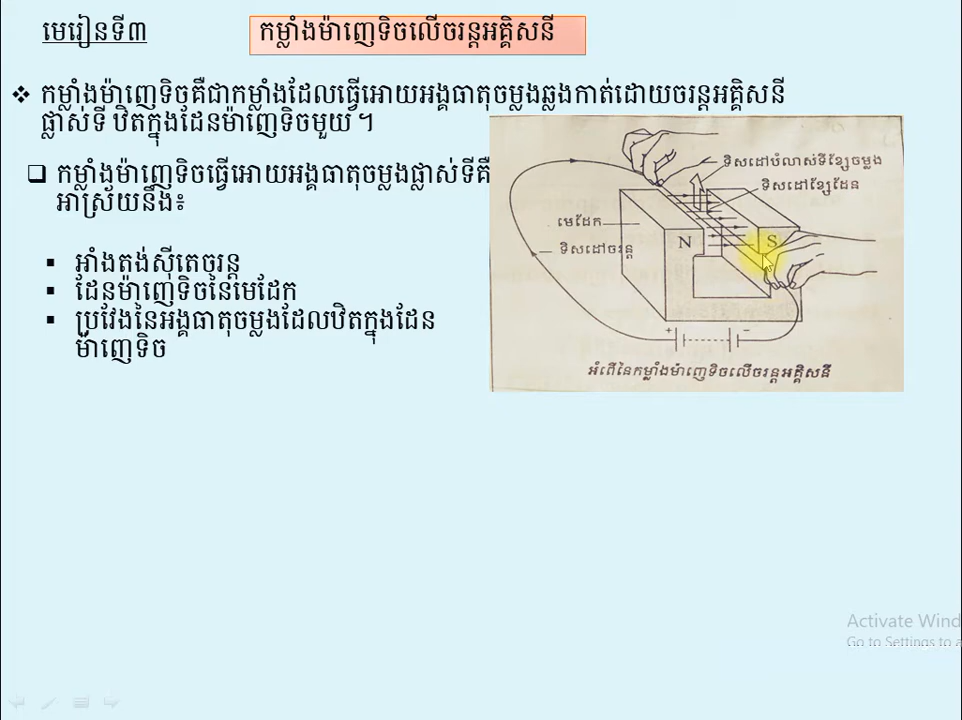 មេរៀនទី៣
កម្លាំងម៉ាញេទិចលើចរន្តអគ្គិសនី
❖ កម្លាំងម៉ាញេទិចគឺជាកម្លាំងដែលធ្វើអោយអង្គធាតុចម្លងឆ្លងកាត់ដោយចរន្តអគ្គិសនី
ផ្លាស់ទី ឋិតក្នុងដែនម៉ាញេទិចមួយ ។
❑ កម្លាំងម៉ាញេទិចធ្វើអោយអង្គធាតុចម្លងផ្លាស់ទីគឺ
អាស្រ័យនឹង៖
▪ អាំងតង់ស៊ីតេចរន្ត
▪ ដែនម៉ាញេទិចនៃមេដែក
▪ ប្រវែងនៃអង្គធាតុចម្លងដែលឋិតក្នុងដែន
ម៉ាញេទិច
ទិសដៅបំលាស់ទីខ្សែចម្លង
ទិសដៅខ្សែដែន
មេដែក
ទិសដៅចរន្ត
N
S
+
−
អំពើនៃកម្លាំងម៉ាញេទិចលើចរន្តអគ្គិសនី
Activate Wind
Go to Settings to a